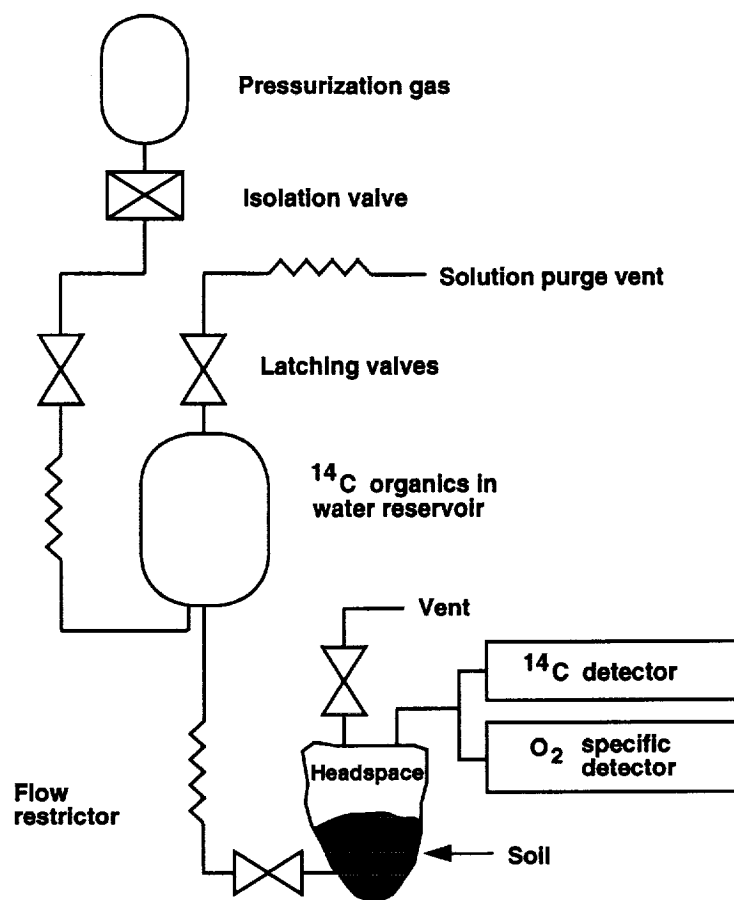 Pressurization gas
Isolation valve
Solution purge vent
Latching valves
14C organics in
water reservoir
Vent
14C detector
O2 specific
detector
Headspace
Flow
restrictor
Soil